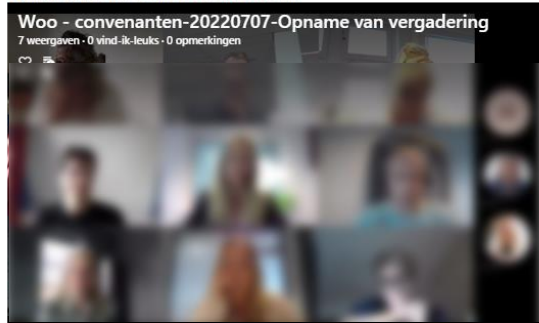 Woo - convenanten-20220707-Opname van vergadering
7 weergaven · 0 vind-ik-leuks · 0 opmerkingen